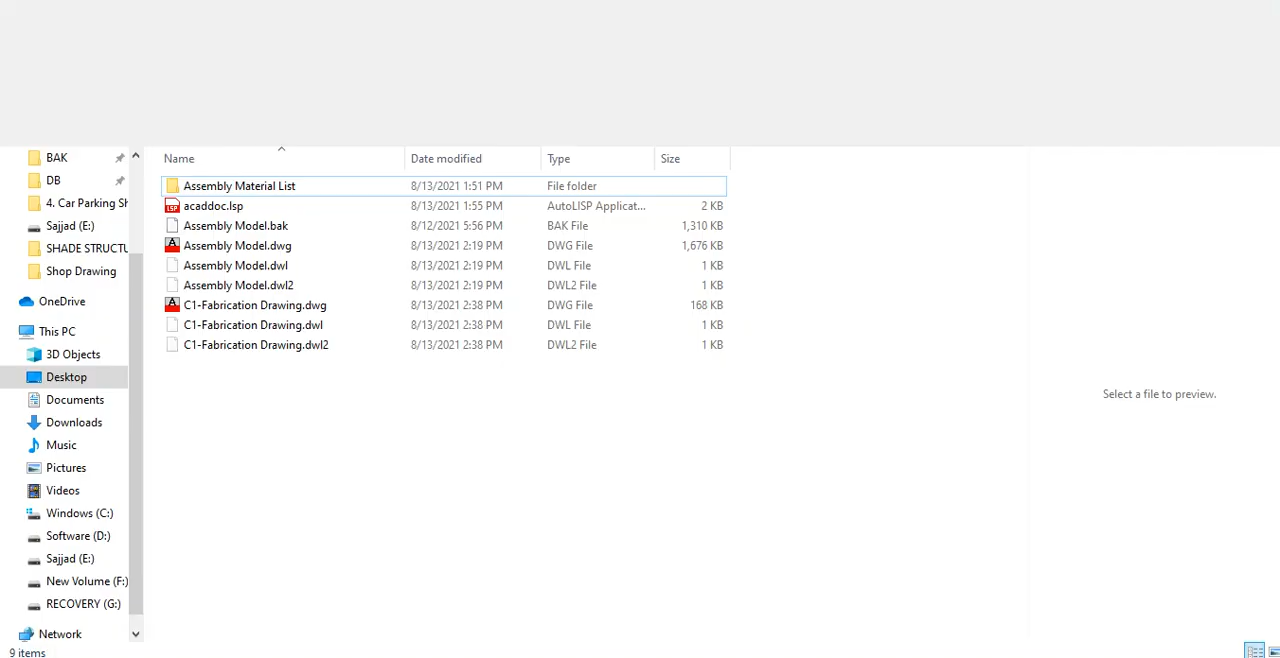 BAK
DB
4. Car Parking Sh
Sajjad (E:)
SHADE STRUCTU
Shop Drawing
OneDrive
This PC
3D Objects
Desktop
Documents
Downloads
Music
Pictures
Videos
Windows (C:)
Software (D:)
Sajjad (E:)
New Volume (F:)
RECOVERY (G:)
Network
9 items
Name Date modified Type Size
Assembly Material List 8/13/2021 1:51 PM File folder
LSP acaddoc.lsp 8/13/2021 1:55 PM AutoLISP Applicat... 2 KB
Assembly Model.bak 8/12/2021 5:56 PM BAK File 1,310 KB
A Assembly Model.dwg 8/13/2021 2:19 PM DWG File 1,676 KB
Assembly Model.dwl 8/13/2021 2:19 PM DWL File 1 KB
Assembly Model.dwl2 8/13/2021 2:19 PM DWL2 File 1 KB
A C1-Fabrication Drawing.dwg 8/13/2021 2:38 PM DWG File 168 KB
C1-Fabrication Drawing.dwl 8/13/2021 2:38 PM DWL File 1 KB
C1-Fabrication Drawing.dwl2 8/13/2021 2:38 PM DWL2 File 1 KB
Select a file to preview.